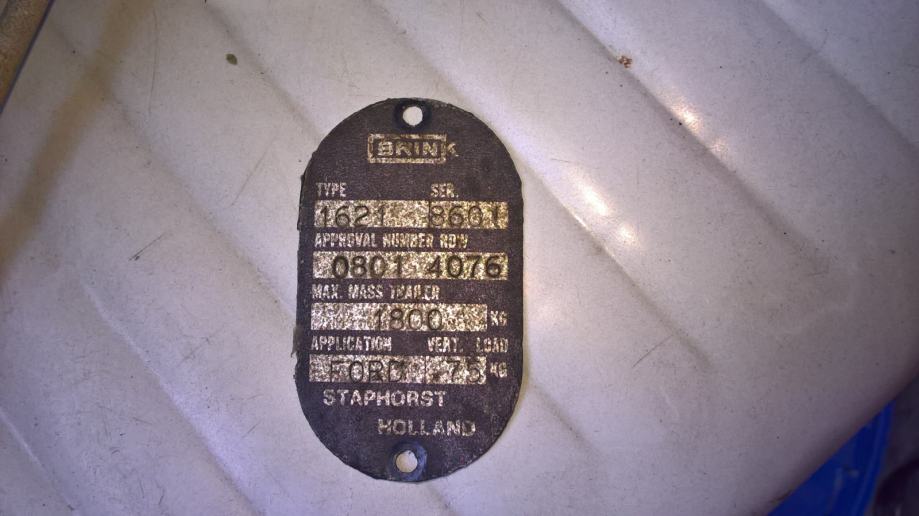 BRINK
TYPE SER.
1621 8601
APPROVAL NUMBER RDW
0801 4076
MAX. MASS TRAILER
1800 KG
APPLICATION VERT. LOAD
FORD 75 KG
STAPHORST
HOLLAND